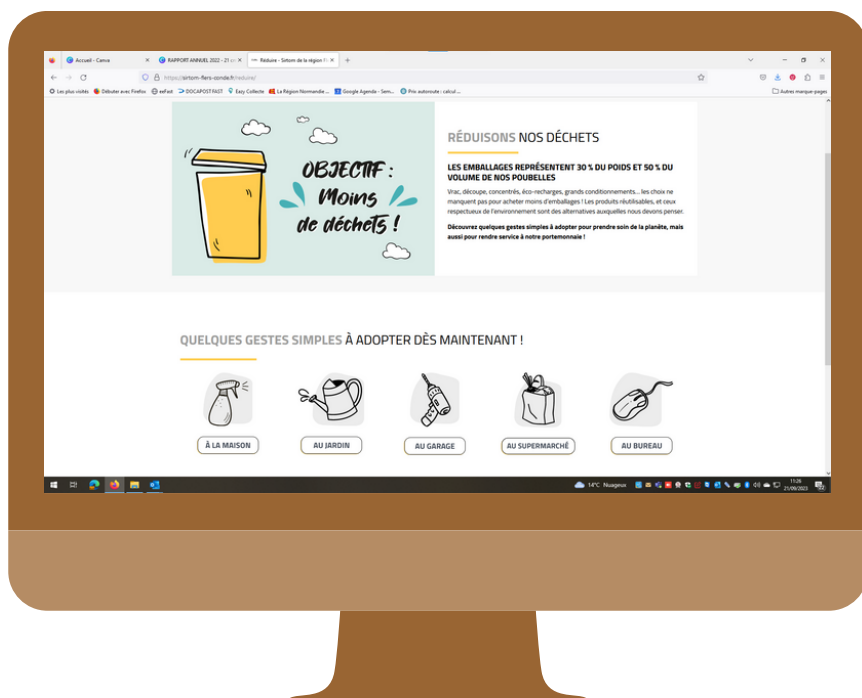 Accueil - Canva
RAPPORT ANNUEL 2022 - 21
Réduire - Sirtom de la région Fl
https://sirtom-flers-conde.fr/reduire/
Les plus visités
Débuter avec Firefox
eeFast
DOCAPOST FAST
Eazy Collecte
La Région Normandie ...
Google Agenda - Sem...
Prix autoroute : calcul ...
Autres marque-pages
OBJECTIF :
Moins
de déchets !
RÉDUISONS NOS DÉCHETS
LES EMBALLAGES REPRÉSENTENT 30 % DU POIDS ET 50 % DU
VOLUME DE NOS POUBELLES
Vrac, découpe, concentrés, éco-recharges, grands conditionnements... les choix ne
manquent pas pour acheter moins d'emballages ! Les produits réutilisables, et ceux
respectueux de l'environnement sont des alternatives auxquelles nous devons penser.
Découvrez quelques gestes simples à adopter pour prendre soin de la planète, mais
aussi pour rendre service à notre portemonnaie !
QUELQUES GESTES SIMPLES À ADOPTER DÈS MAINTENANT !
À LA MAISON
AU JARDIN
AU GARAGE
AU SUPERMARCHÉ
AU BUREAU
14°C Nuageux
11:26
21/09/2023